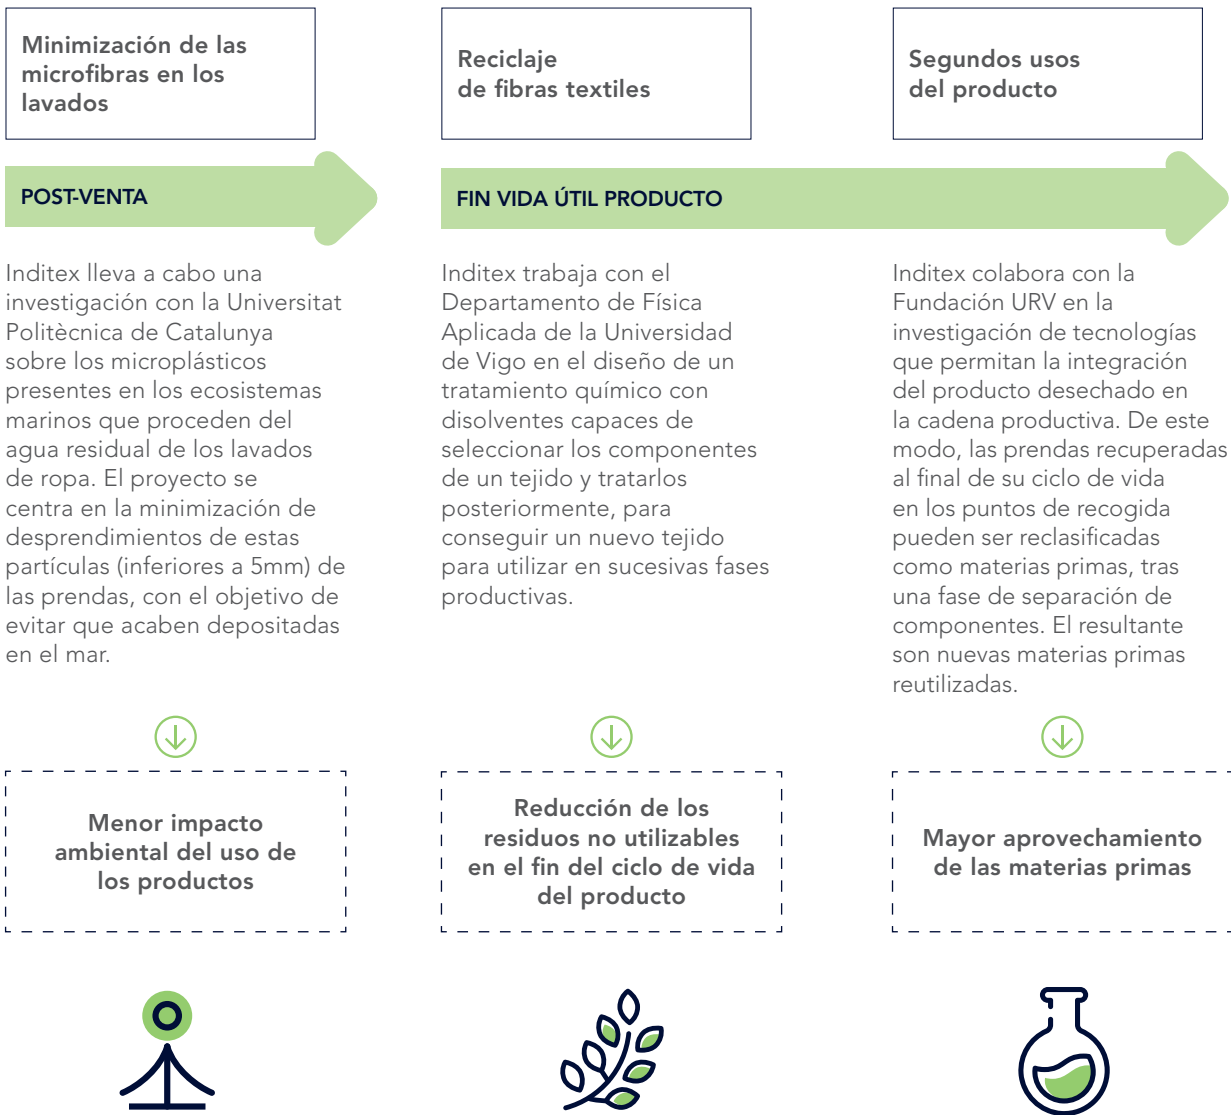 Minimización de las
microfibras en los
lavados
Reciclaje
de fibras textiles
Segundos usos
del producto
POST-VENTA
FIN VIDA ÚTIL PRODUCTO
Inditex lleva a cabo una
investigación con la Universitat
Politècnica de Catalunya
sobre los microplásticos
presentes en los ecosistemas
marinos que proceden del
agua residual de los lavados
de ropa. El proyecto se
centra en la minimización de
desprendimientos de estas
partículas (inferiores a 5mm) de
las prendas, con el objetivo de
evitar que acaben depositadas
en el mar.
Inditex trabaja con el
Departamento de Física
Aplicada de la Universidad
de Vigo en el diseño de un
tratamiento químico con
disolventes capaces de
seleccionar los componentes
de un tejido y tratarlos
posteriormente, para
conseguir un nuevo tejido
para utilizar en sucesivas fases
productivas.
Inditex colabora con la
Fundación URV en la
investigación de tecnologías
que permitan la integración
del producto desechado en
la cadena productiva. De este
modo, las prendas recuperadas
al final de su ciclo de vida
en los puntos de recogida
pueden ser reclasificadas
como materias primas, tras
una fase de separación de
componentes. El resultante
son nuevas materias primas
reutilizadas.
Menor impacto
ambiental del uso de
los productos
Reducción de los
residuos no utilizables
en el fin del ciclo de vida
del producto
Mayor aprovechamiento
de las materias primas